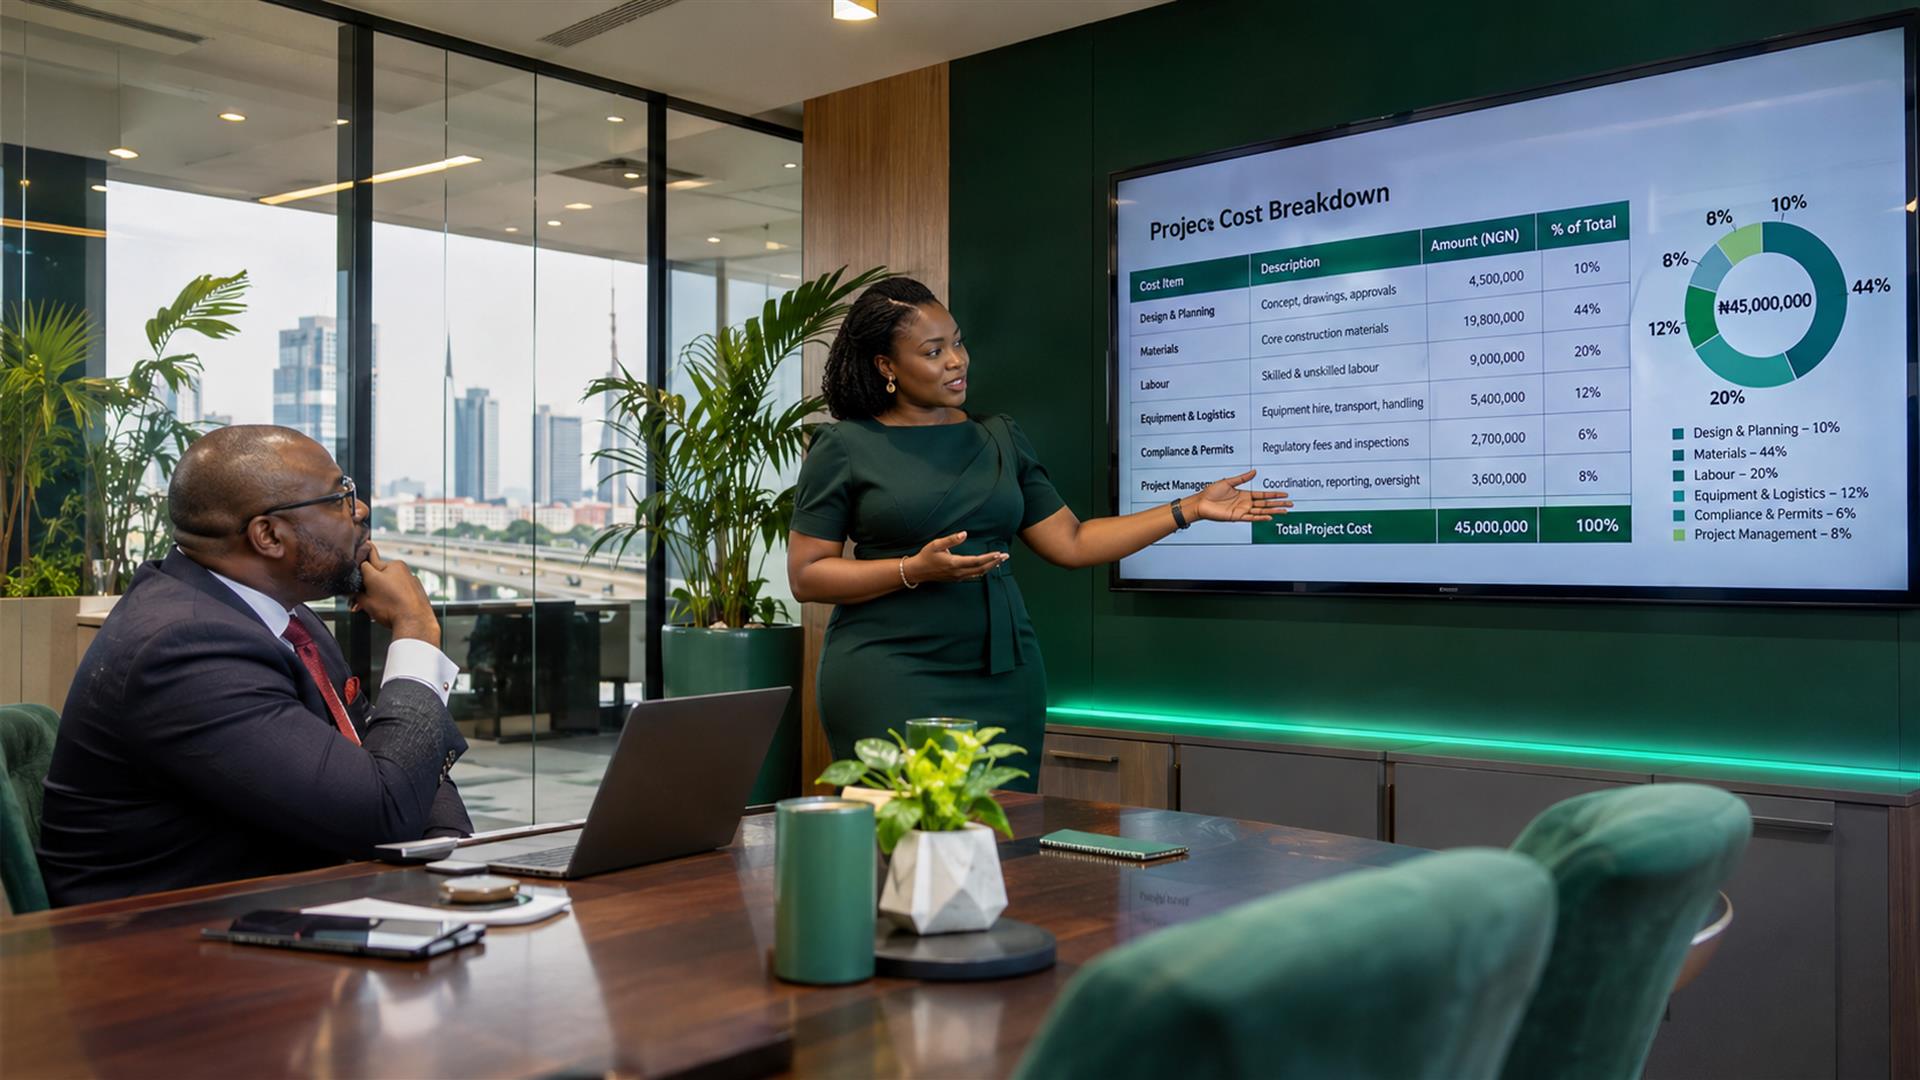 Project Cost Breakdown
Cost Item Description Amount (NGN) % of Total
Design & Planning Concept, drawings, approvals 4,500,000 10%
Materials Core construction materials 19,800,000 44%
Labour Skilled & unskilled labour 9,000,000 20%
Equipment & Logistics Equipment hire, transport, handling 5,400,000 12%
Compliance & Permits Regulatory fees and inspections 2,700,000 6%
Project Managem Coordination, reporting, oversight 3,600,000 8%
Total Project Cost 45,000,000 100%
8%
10%
8%
44%
₦45,000,000
12%
20%
Design & Planning – 10%
Materials – 44%
Labour – 20%
Equipment & Logistics – 12%
Compliance & Permits – 6%
Project Management – 8%